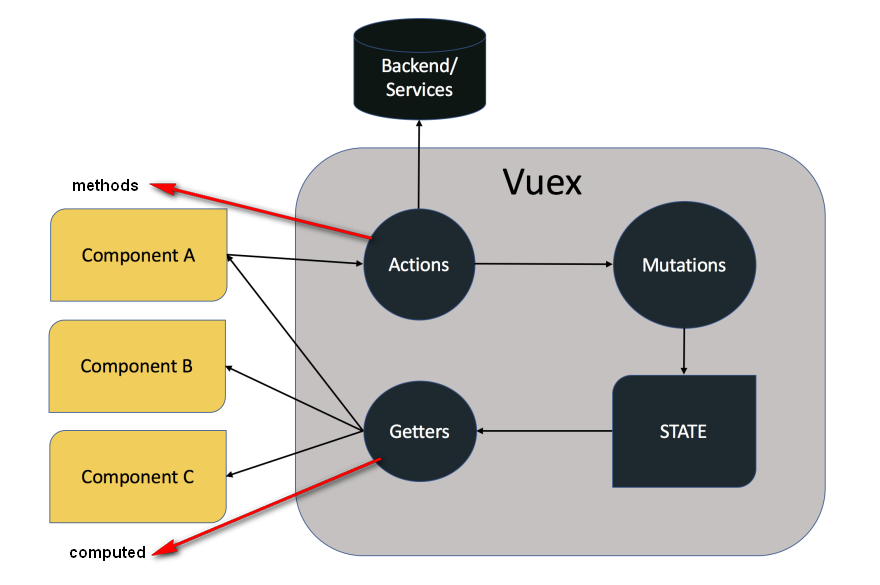 Backend/
Services
Vuex
methods
Component A
Actions
Mutations
Component B
Getters
STATE
Component C
computed